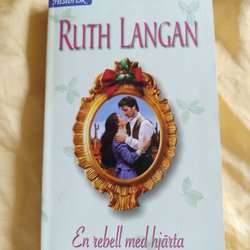 Historisk
RUTH LANGAN
En rebell med hjärta